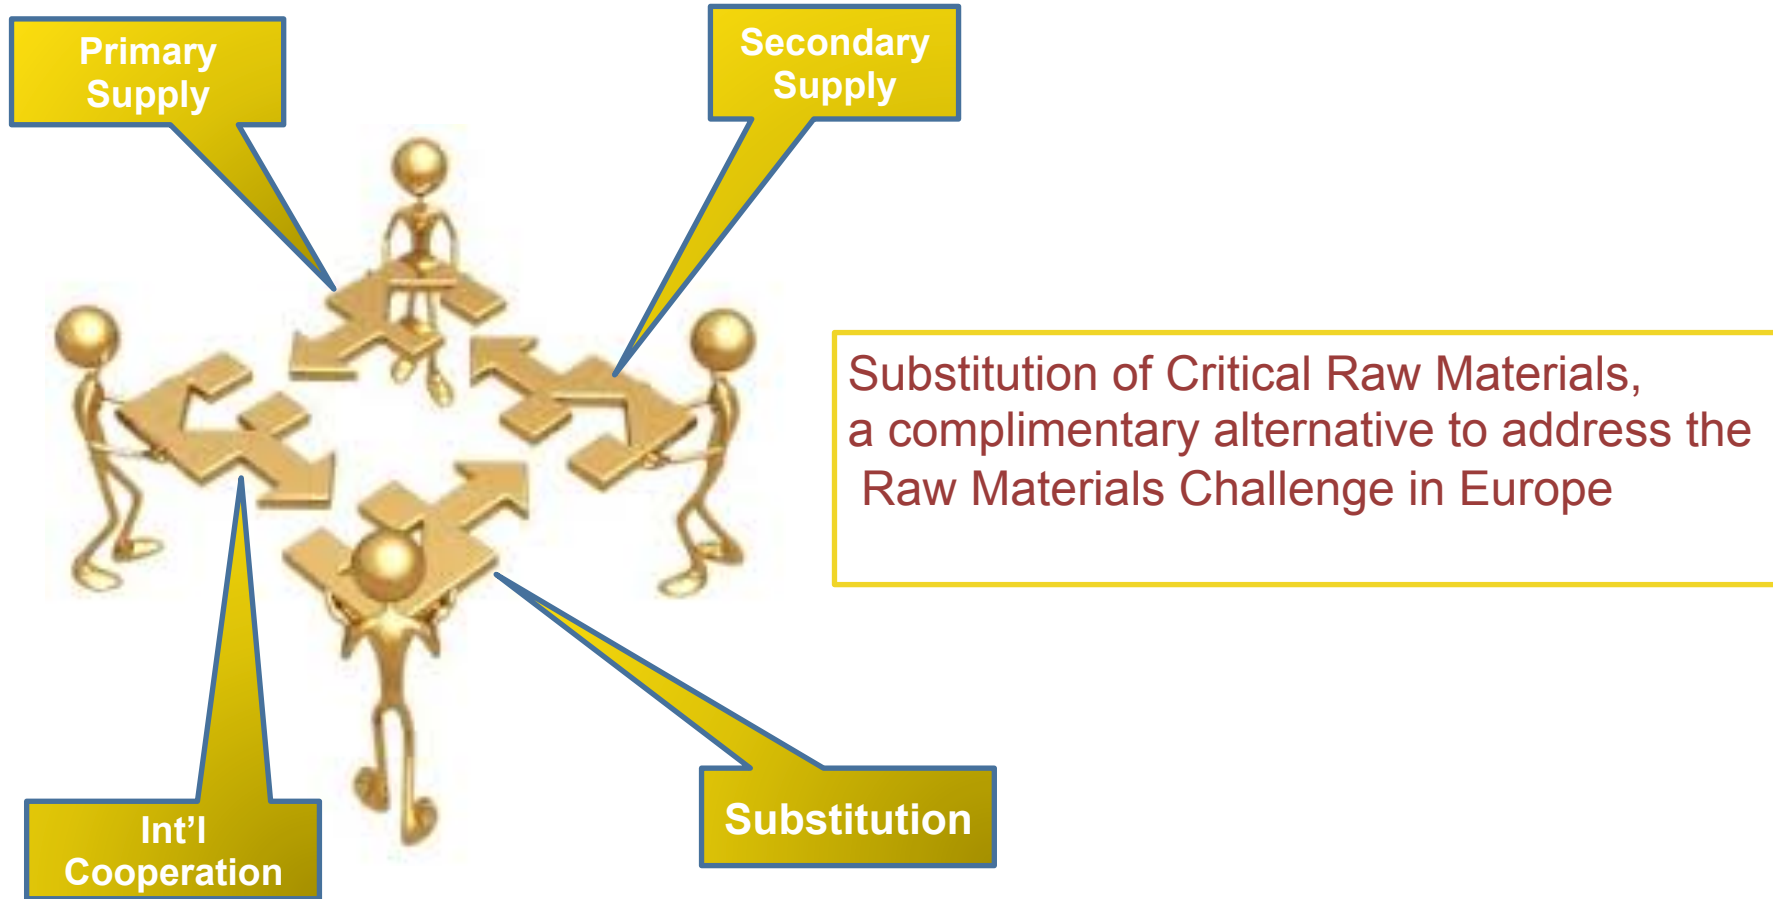 Primary
Supply
Secondary
Supply
Substitution of Critical Raw Materials,
a complimentary alternative to address the
Raw Materials Challenge in Europe
Int’l
Cooperation
Substitution